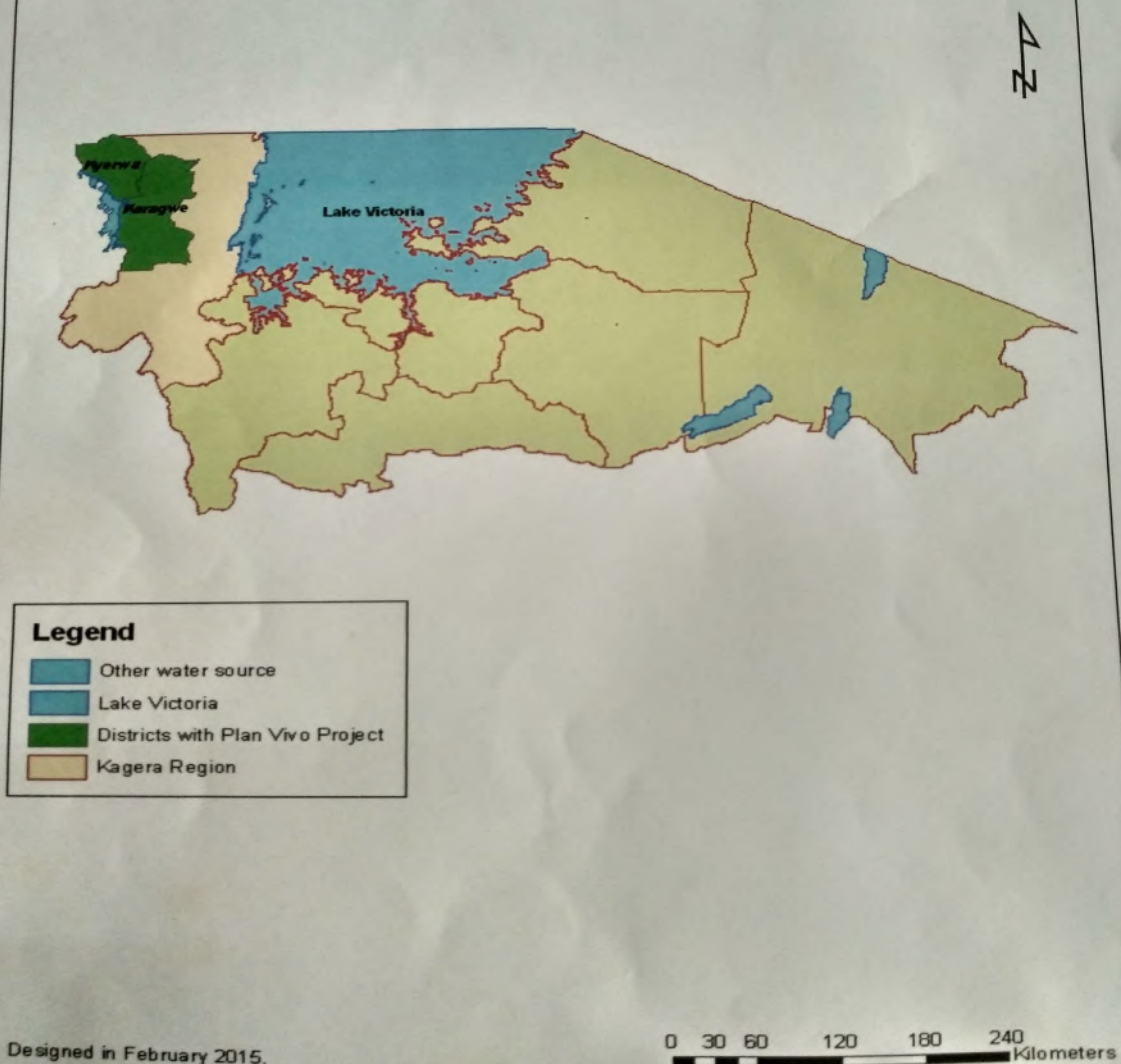 N
Kyerwa
Karagwe
Lake Victoria
Legend
Other water source
Lake Victoria
Districts with Plan Vivo Project
Kagera Region
Designed in February 2015.
0 30 60 120 180 240
Kilometers